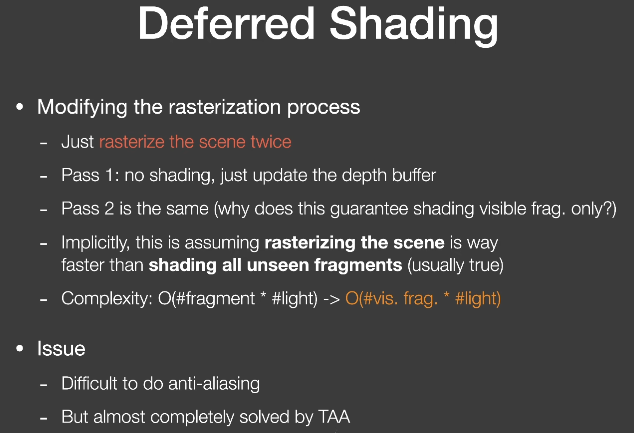 Deferred Shading
• Modifying the rasterization process
- Just rasterize the scene twice
- Pass 1: no shading, just update the depth buffer
- Pass 2 is the same (why does this guarantee shading visible frag. only?)
- Implicitly, this is assuming rasterizing the scene is way
faster than shading all unseen fragments (usually true)
- Complexity: O(#fragment * #light) -> O(#vis. frag. * #light)
• Issue
- Difficult to do anti-aliasing
- But almost completely solved by TAA